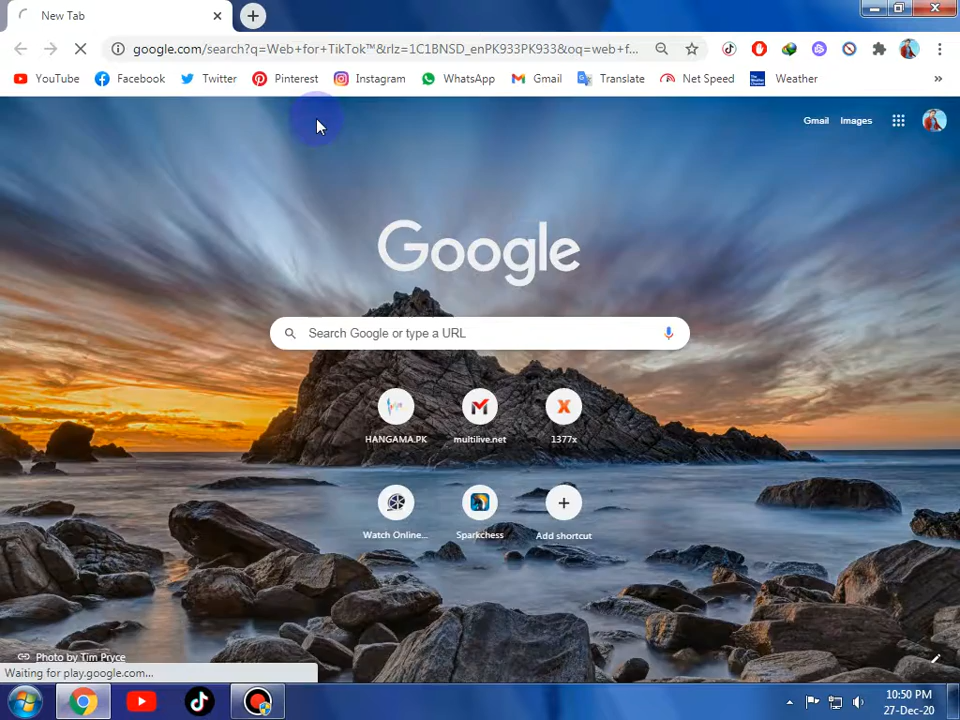 New Tab
google.com/search?q=Web+for+TikTok™&rlz=1C1BNSD_enPK933PK933&oq=web+f...
YouTube Facebook Twitter Pinterest Instagram WhatsApp Gmail Translate Net Speed Weather »
Gmail Images
Google
Search Google or type a URL
HANGAMA.PK multilive.net 1377x
Watch Online... Sparkchess Add shortcut
Photo by Tim Pryce
Waiting for play.google.com...
10:50 PM
27-Dec-20